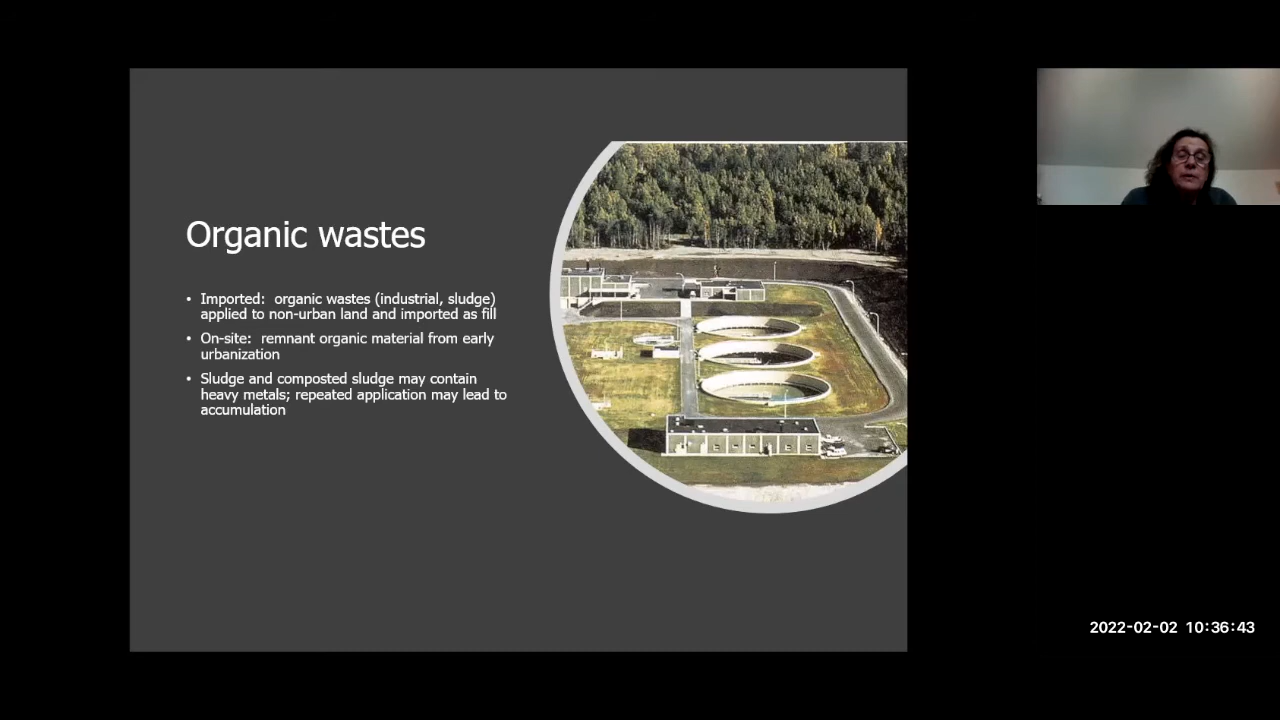 Organic wastes
• Imported:  organic wastes (industrial, sludge)
applied to non-urban land and imported as fill
• On-site:  remnant organic material from early
urbanization
• Sludge and composted sludge may contain
heavy metals; repeated application may lead to
accumulation
2022-02-02 10:36:43